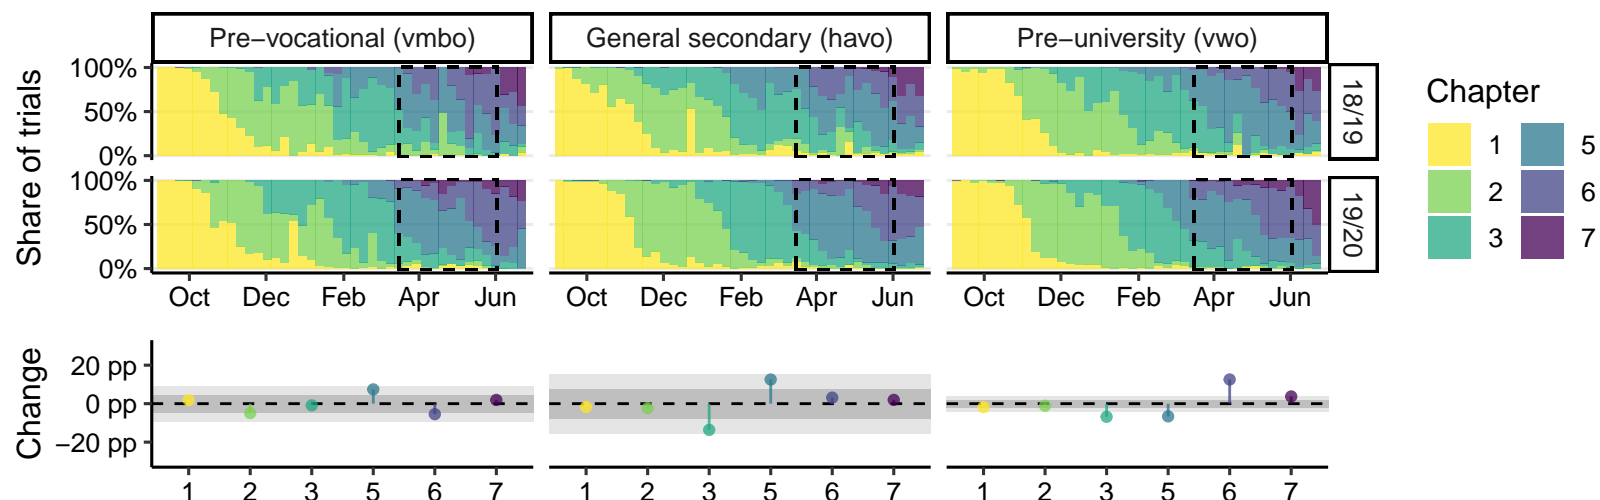 Pre−vocational (vmbo) General secondary (havo) Pre−university (vwo)
Share of trials
100%
50%
0%
18/19
100%
50%
0%
19/20
Oct Dec Feb Apr Jun Oct Dec Feb Apr Jun Oct Dec Feb Apr Jun
Chapter
1 5
2 6
3 7
Change
20 pp
0 pp
−20 pp
1 2 3 5 6 7 1 2 3 5 6 7 1 2 3 5 6 7